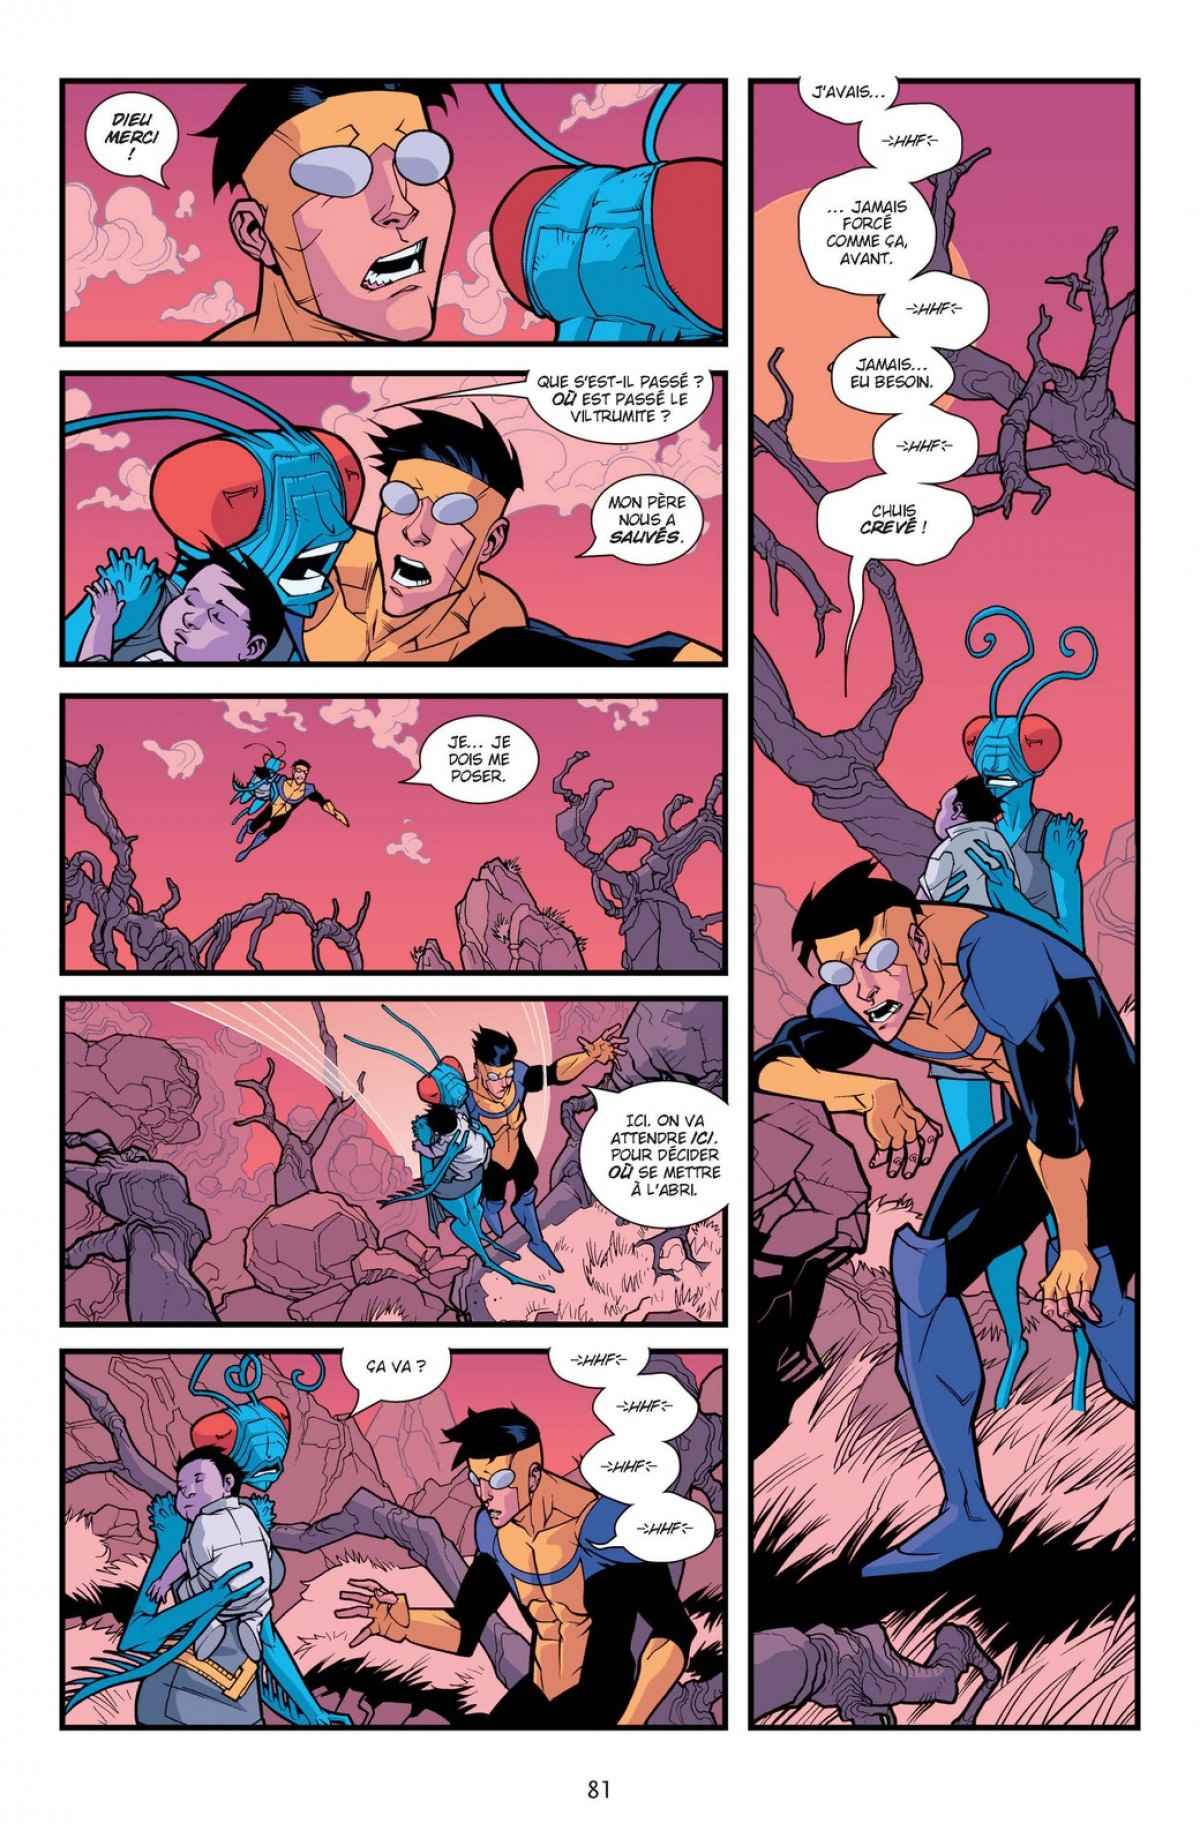 DIEU
MERCI
!
QUE S'EST-IL PASSÉ ?
OÙ EST PASSÉ LE
VILTRUMITE ?
MON PÈRE
NOUS A
SAUVÉS.
JE... JE
DOIS ME
POSER.
ICI. ON VA
ATTENDRE ICI.
POUR DÉCIDER
OÙ SE METTRE
À L'ABRI.
ÇA VA ?
HHF
HHF
HHF
HHF
J'AVAIS...
HHF
... JAMAIS
FORCÉ
COMME ÇA,
AVANT.
HHF
JAMAIS...
EU BESOIN.
HHF
CHUIS
CREVÉ !
81